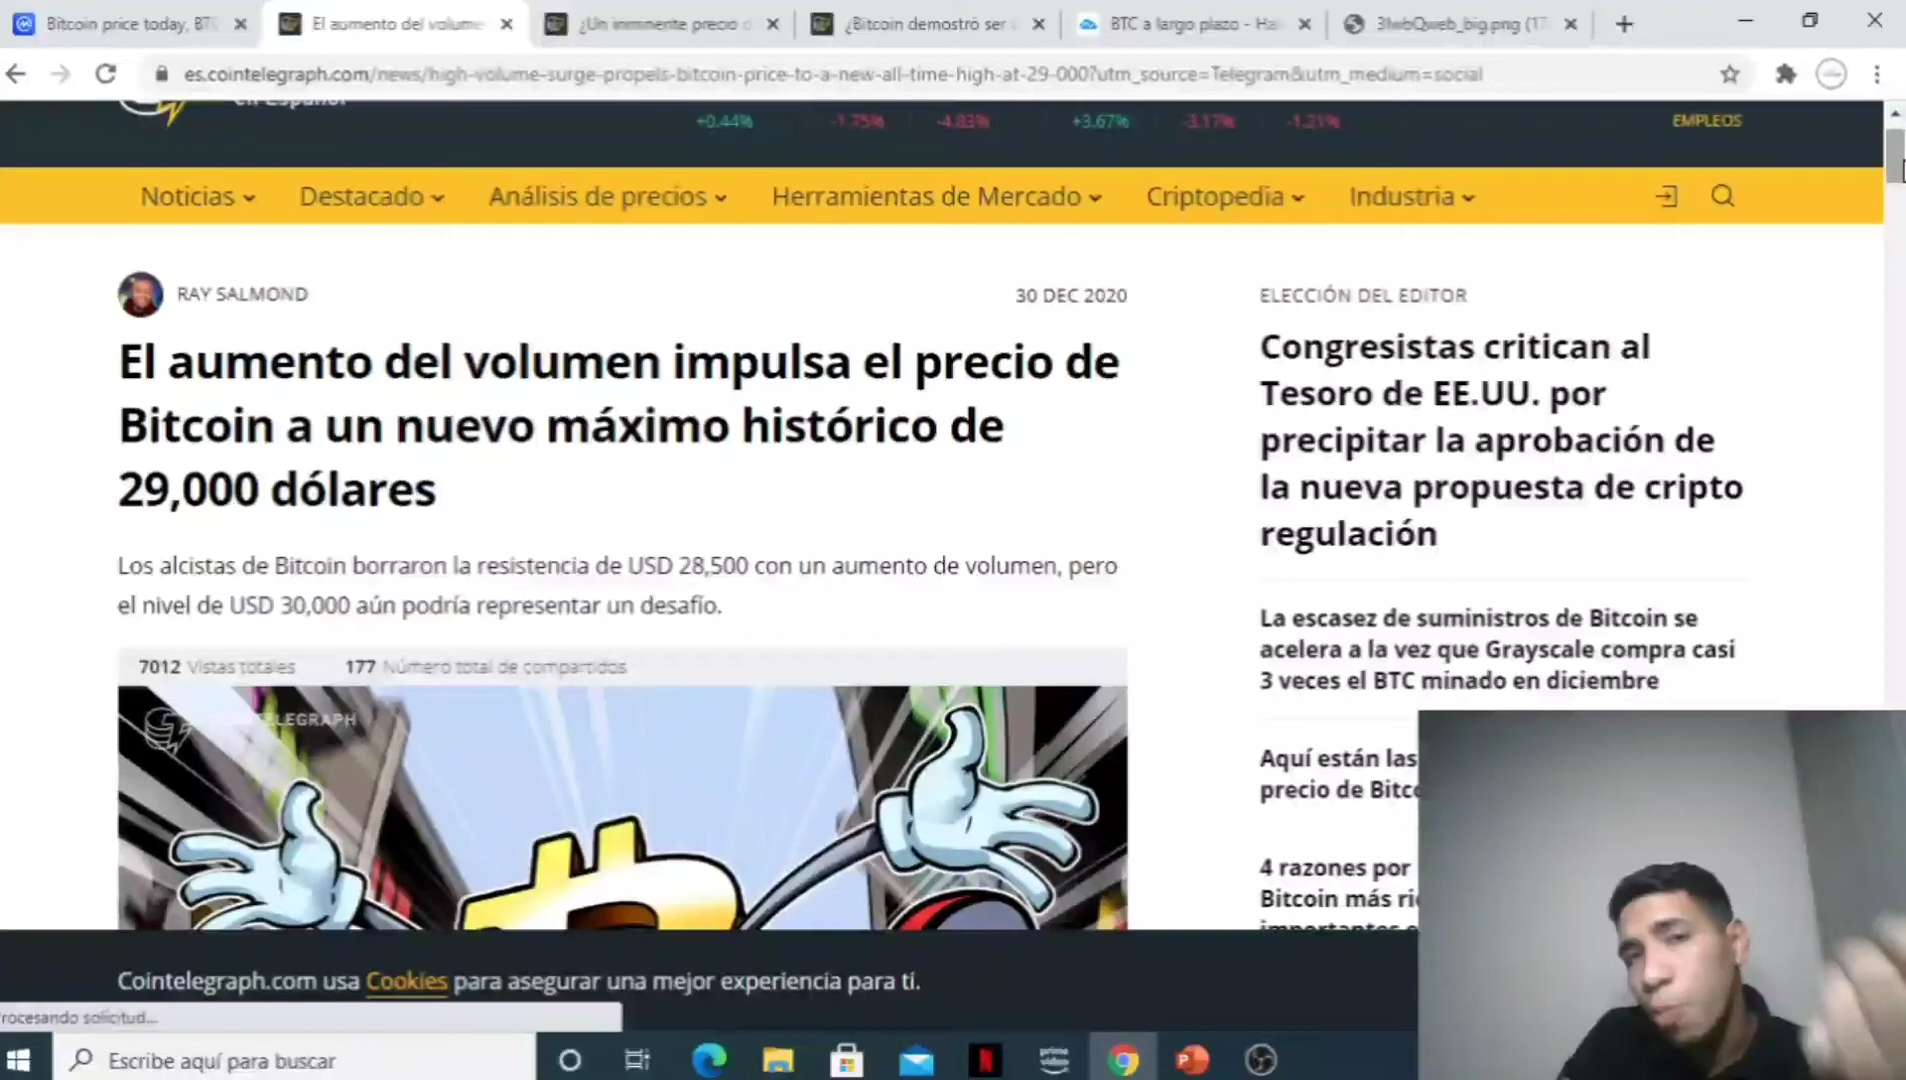 Bitcoin price today, BT
El aumento del volume
¿Un inminente precio
¿Bitcoin demostró ser
BTC a largo plazo - Ha
31wbQweb_big.png (17
es.cointelegraph.com/news/high-volume-surge-propels-bitcoin-price-to-a-new-all-time-high-at-29-000?utm_source=Telegram&utm_medium=social
en Español
+0.44% -1.75% -4.83% +3.67% -3.17% -1.21%
EMPLEOS
Noticias Destacado Análisis de precios Herramientas de Mercado Criptopedia Industria
RAY SALMOND
30 DEC 2020
El aumento del volumen impulsa el precio de
Bitcoin a un nuevo máximo histórico de
29,000 dólares
Los alcistas de Bitcoin borraron la resistencia de USD 28,500 con un aumento de volumen, pero
el nivel de USD 30,000 aún podría representar un desafío.
7012 Vistas totales 177 Número total de compartidos
TELEGRAPH
ELECCIÓN DEL EDITOR
Congresistas critican al
Tesoro de EE.UU. por
precipitar la aprobación de
la nueva propuesta de cripto
regulación
La escasez de suministros de Bitcoin se
acelera a la vez que Grayscale compra casi
3 veces el BTC minado en diciembre
Aquí están las
precio de Bitc
4 razones por
Bitcoin más ri
importantes
Cointelegraph.com usa Cookies para asegurar una mejor experiencia para ti.
rocesando solicitud...
Escribe aquí para buscar
prime video